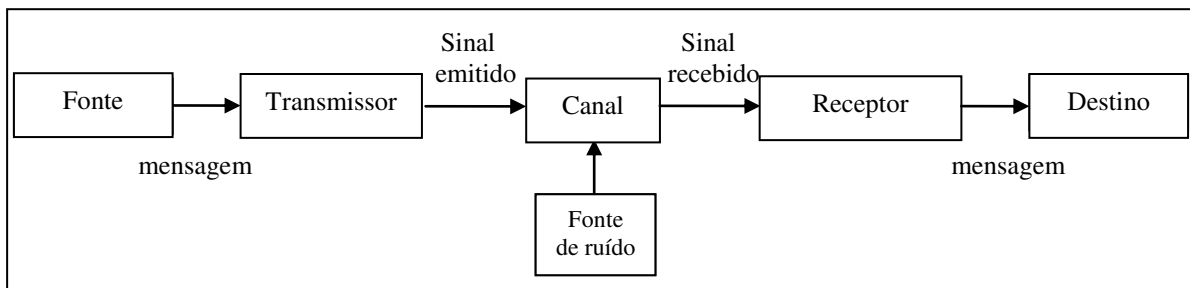 Sinal
emitido
Sinal
recebido
Fonte
Transmissor
Canal
Receptor
Destino
mensagem
mensagem
Fonte
de ruído